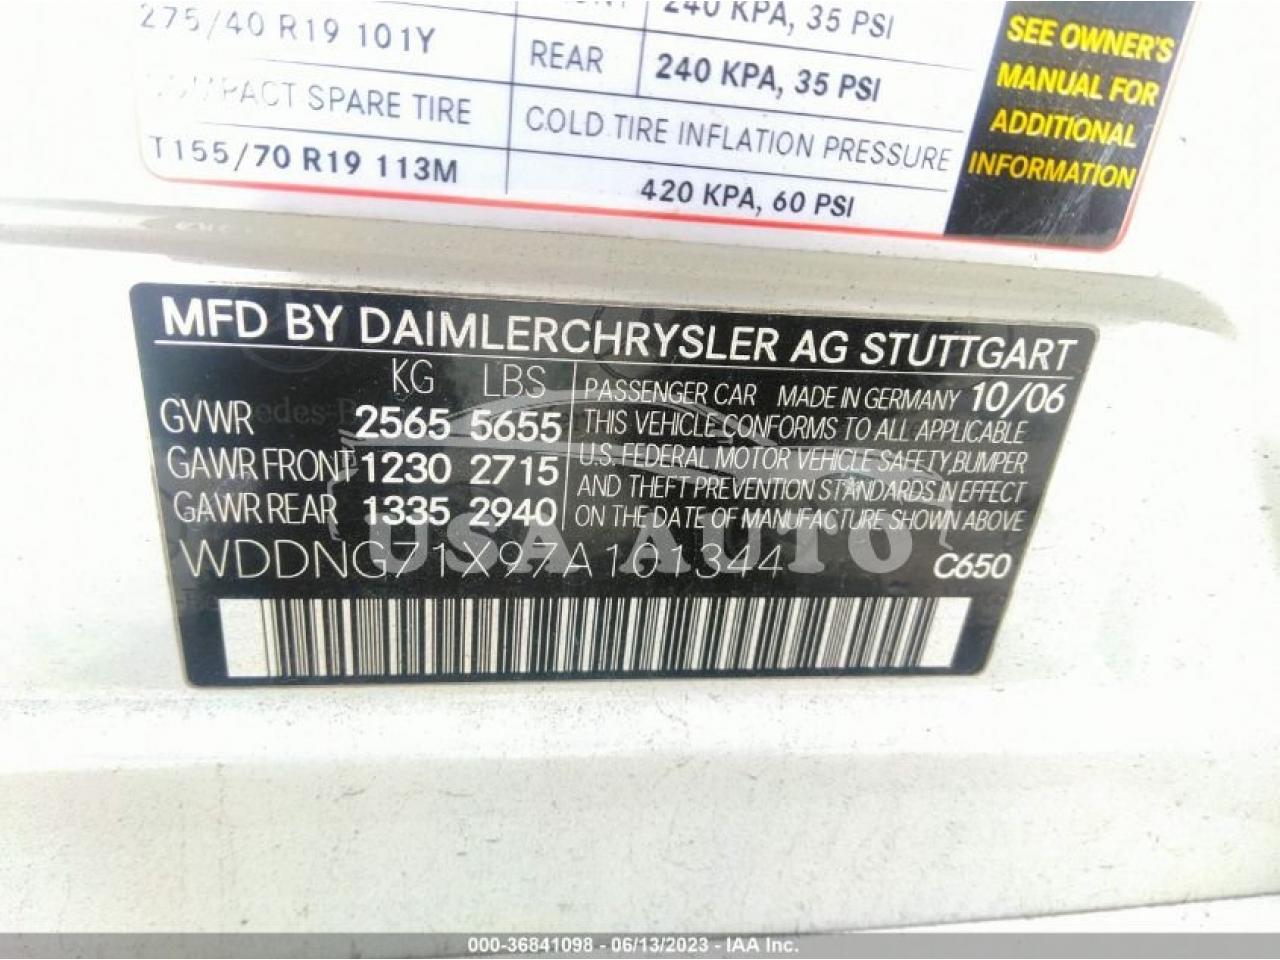 240 KPA, 35 PSI
275/40 R19 101Y
REAR
240 KPA, 35 PSI
COMPACT SPARE TIRE
COLD TIRE INFLATION PRESSURE
T155/70 R19 113M
420 KPA, 60 PSI
SEE OWNER'S
MANUAL FOR
ADDITIONAL
INFORMATION
MFD BY DAIMLERCHRYSLER AG STUTTGART
KG LBS
GVWR 2565 5655
GAWR FRONT 1230 2715
GAWR REAR 1335 2940
PASSENGER CAR MADE IN GERMANY 10/06
THIS VEHICLE CONFORMS TO ALL APPLICABLE
U.S. FEDERAL MOTOR VEHICLE SAFETY, BUMPER
AND THEFT PREVENTION STANDARDS IN EFFECT
ON THE DATE OF MANUFACTURE SHOWN ABOVE
WDDNG71X97A101344
C650
USA AUTO
000-36841098 - 06/13/2023 - IAA Inc.